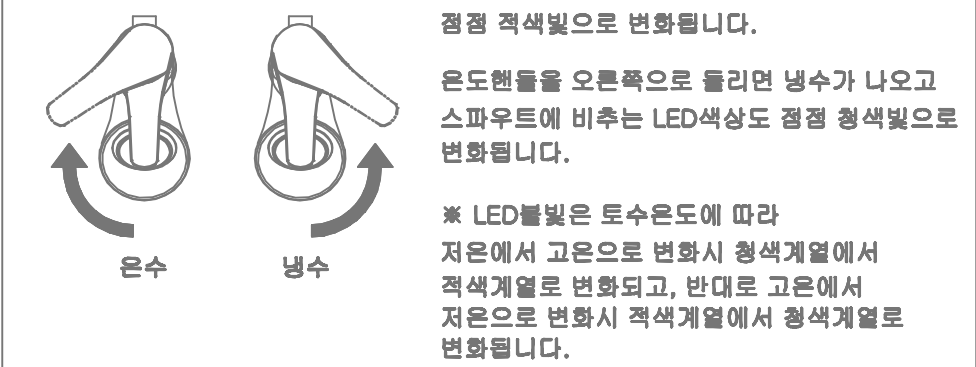 점점 적색빛으로 변화됩니다.
온도핸들을 오른쪽으로 돌리면 냉수가 나오고
스파우트에 비추는 LED색상도 점점 청색빛으로
변화됩니다.
※ LED불빛은 토수온도에 따라
저온에서 고온으로 변화시 청색계열에서
적색계열로 변화되고, 반대로 고온에서
저온으로 변화시 적색계열에서 청색계열로
변화됩니다.
온수
냉수